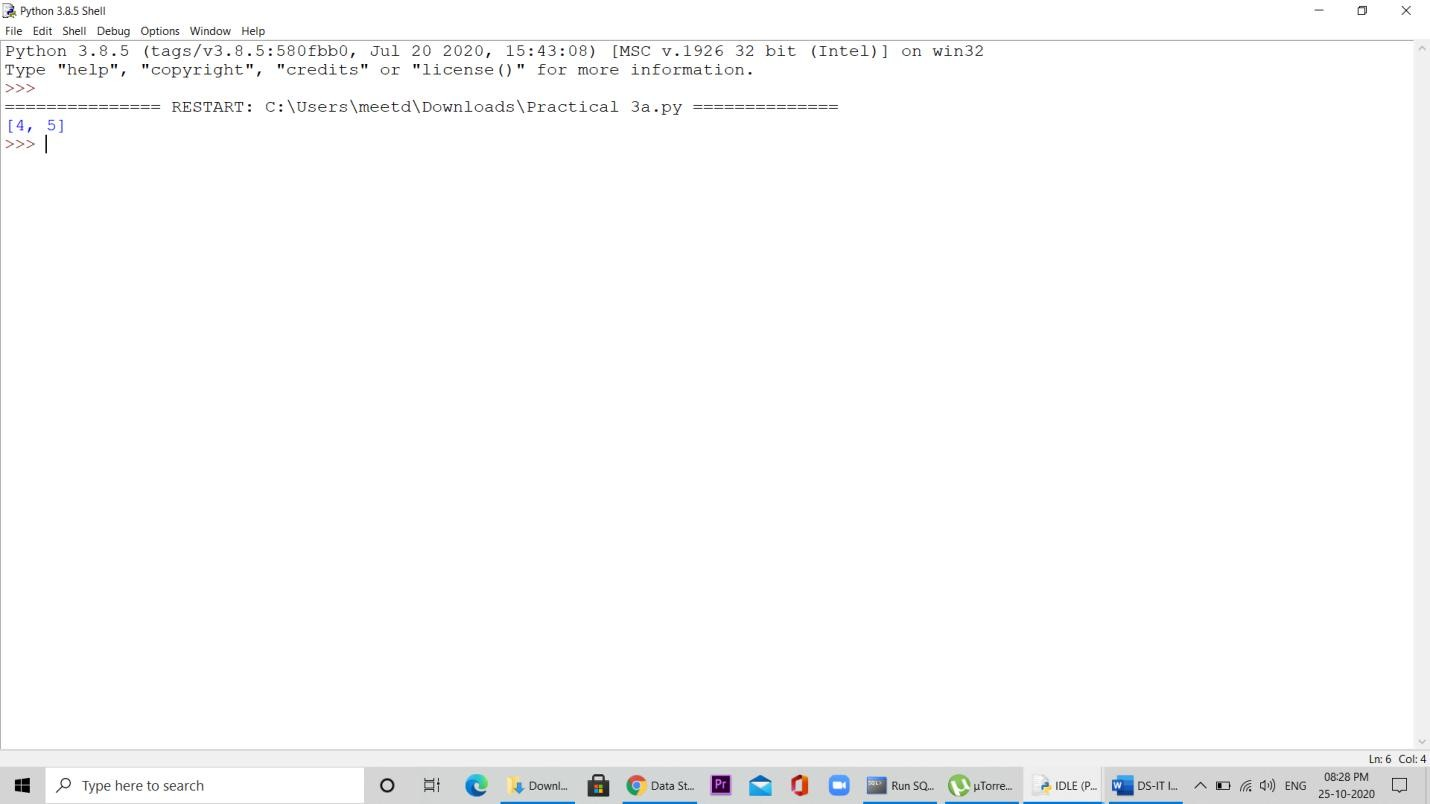 Python 3.8.5 Shell
File Edit Shell Debug Options Window Help
Python 3.8.5 (tags/v3.8.5:580fbb0, Jul 20 2020, 15:43:08) [MSC v.1926 32 bit (Intel)] on win32
Type "help", "copyright", "credits" or "license()" for more information.
>>>
=============== RESTART: C:\Users\meetd\Downloads\Practical 3a.py ==============
[4, 5]
>>>
Ln: 6 Col: 4
Type here to search
Downl...
Data St...
Pr
Run SQ...
µTorre...
IDLE (P...
DS-IT I...
ENG
08:28 PM
25-10-2020